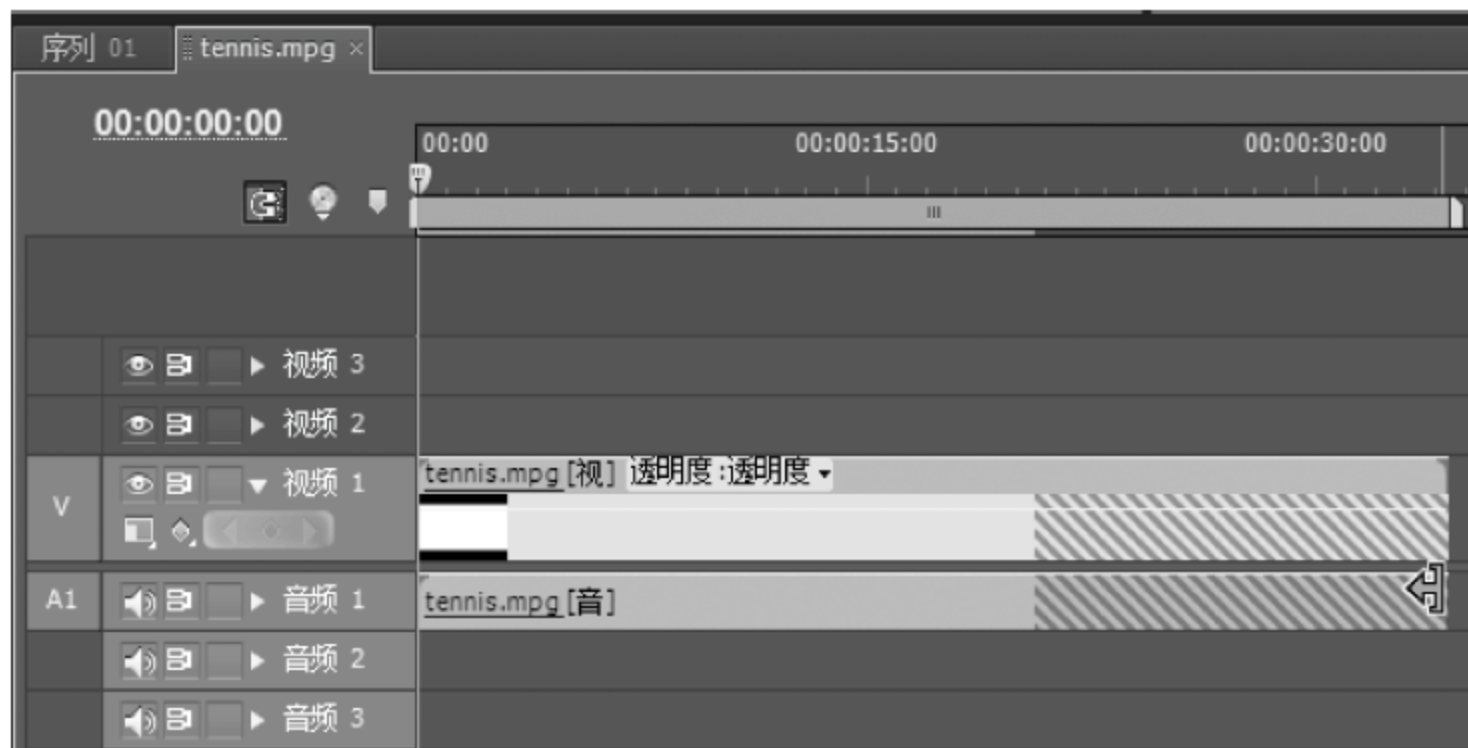 序列 01 tennis.mpg ×
00:00:00:00
00:00 00:00:15:00 00:00:30:00
视频 3
视频 2
V 视频 1 tennis.mpg [视] 透明度:透明度
A1 音频 1 tennis.mpg [音]
音频 2
音频 3